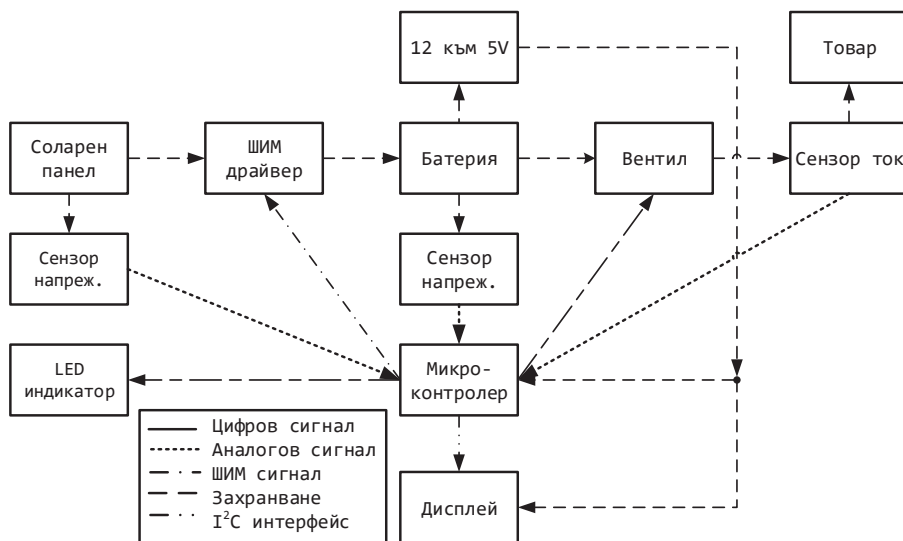 12 към 5V
Товар
Соларен
панел
ШИМ
драйвер
Батерия
Вентил
Сензор ток
Сензор
напреж.
Сензор
напреж.
LED
индикатор
Микро-
контролер
Цифров сигнал
Аналогов сигнал
ШИМ сигнал
Захранване
I²C интерфейс
Дисплей